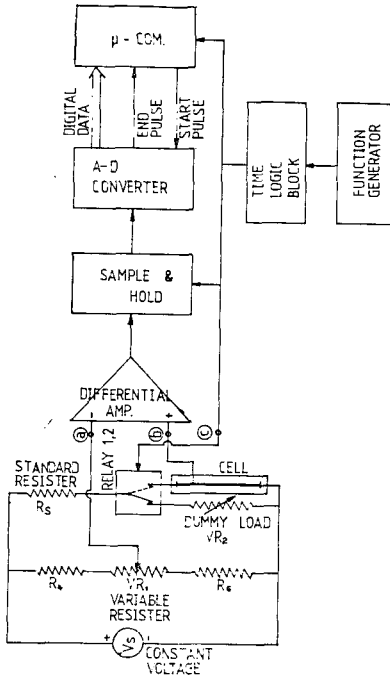 μ - COM.
DIGITAL
DATA
END
PULSE
START
PULSE
A-D
CONVERTER
SAMPLE &
HOLD
TIME
LOGIC
BLOCK
FUNCTION
GENERATOR
DIFFERENTIAL
AMP.
-
+
ⓐ
ⓑ
ⓒ
RELAY 1,2
STANDARD
RESISTER
RS
CELL
DUMMY LOAD
VR2
R4
VR1
VARIABLE
RESISTER
+
VS
-
CONSTANT
VOLTAGE